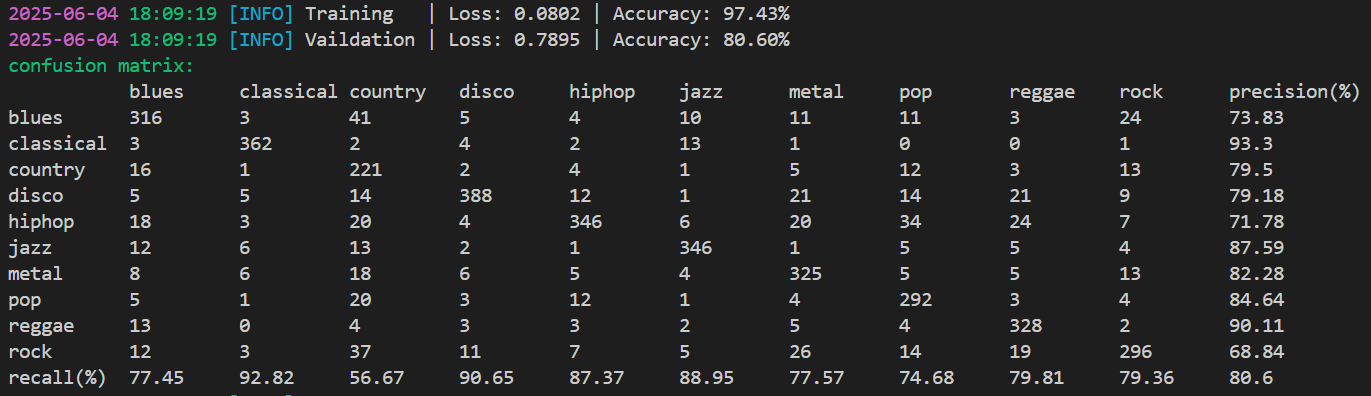 2025-06-04 18:09:19 [INFO] Training | Loss: 0.0802 | Accuracy: 97.43%
2025-06-04 18:09:19 [INFO] Vaildation | Loss: 0.7895 | Accuracy: 80.60%
confusion matrix:
blues classical country disco hiphop jazz metal pop reggae rock precision(%)
blues 316 3 41 5 4 10 11 11 3 24 73.83
classical 3 362 2 4 2 13 1 0 0 1 93.3
country 16 1 221 2 4 1 5 12 3 13 79.5
disco 5 5 14 388 12 1 21 14 21 9 79.18
hiphop 18 3 20 4 346 6 20 34 24 7 71.78
jazz 12 6 13 2 1 346 1 5 5 4 87.59
metal 8 6 18 6 5 4 325 5 5 13 82.28
pop 5 1 20 3 12 1 4 292 3 4 84.64
reggae 13 0 4 3 3 2 5 4 328 2 90.11
rock 12 3 37 11 7 5 26 14 19 296 68.84
recall(%) 77.45 92.82 56.67 90.65 87.37 88.95 77.57 74.68 79.81 79.36 80.6